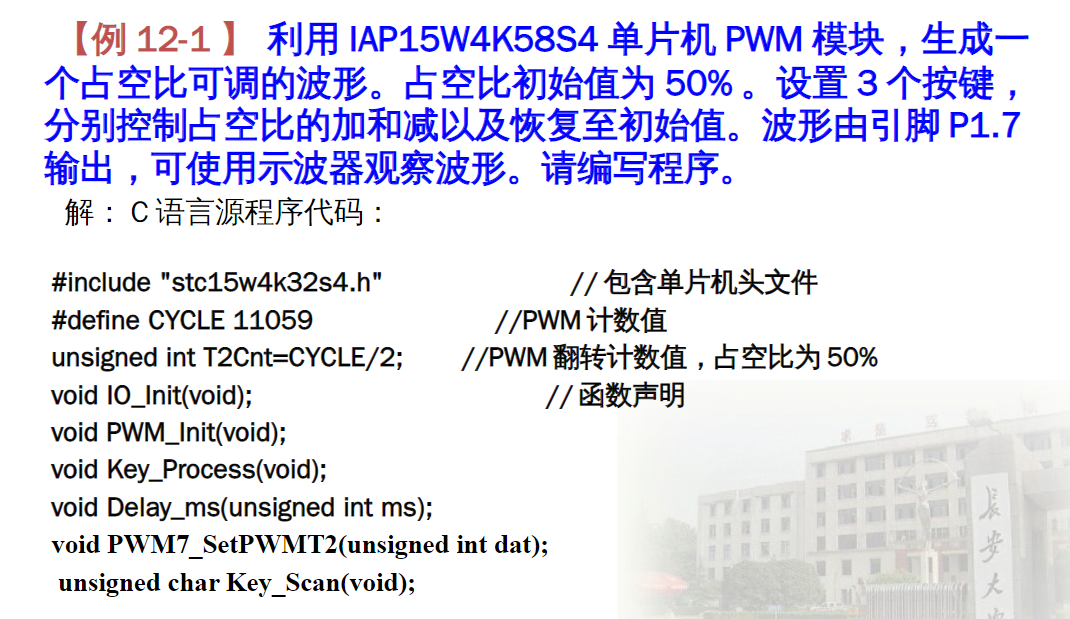 【例 12-1 】 利用 IAP15W4K58S4 单片机 PWM 模块，生成一
个占空比可调的波形。占空比初始值为 50% 。设置 3 个按键，
分别控制占空比的加和减以及恢复至初始值。波形由引脚 P1.7
输出，可使用示波器观察波形。请编写程序。
解： C 语言源程序代码：
#include "stc15w4k32s4.h" // 包含单片机头文件
#define CYCLE 11059 //PWM 计数值
unsigned int T2Cnt=CYCLE/2; //PWM 翻转计数值，占空比为 50%
void IO_Init(void); // 函数声明
void PWM_Init(void);
void Key_Process(void);
void Delay_ms(unsigned int ms);
void PWM7_SetPWMT2(unsigned int dat);
unsigned char Key_Scan(void);
长安大